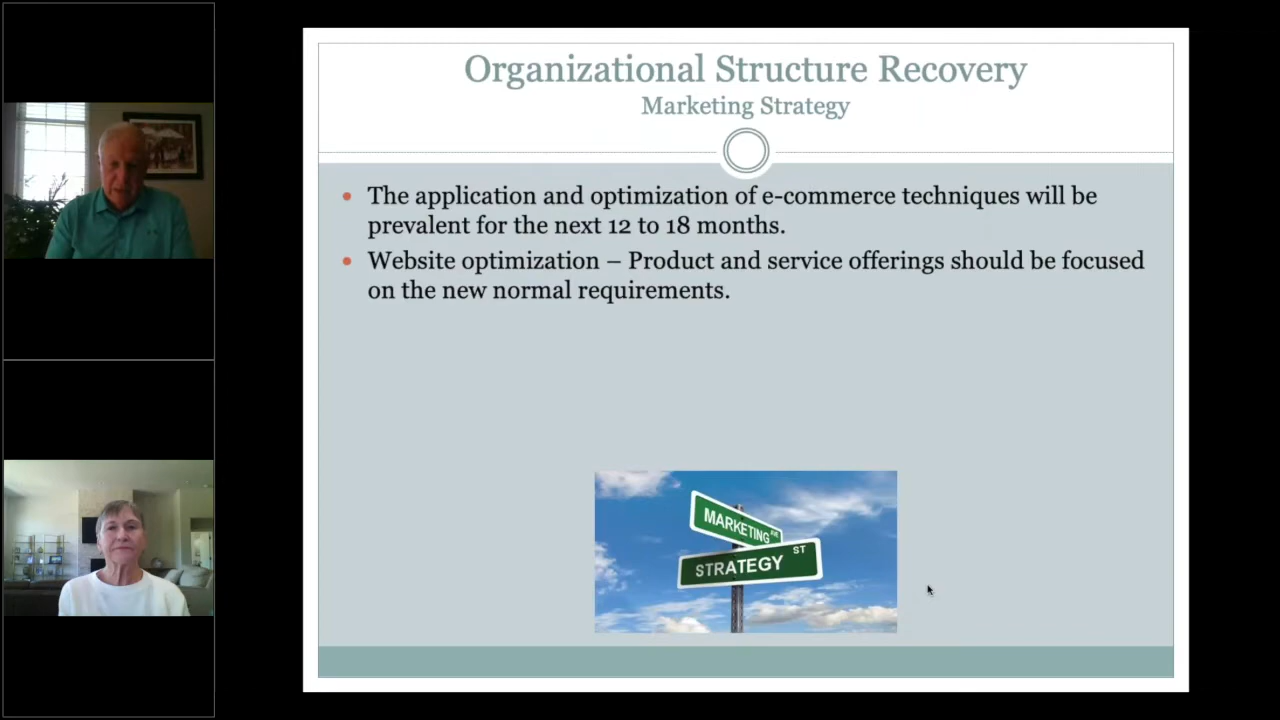 Organizational Structure Recovery
Marketing Strategy
• The application and optimization of e-commerce techniques will be
prevalent for the next 12 to 18 months.
• Website optimization – Product and service offerings should be focused
on the new normal requirements.
MARKETING AVE
STRATEGY ST